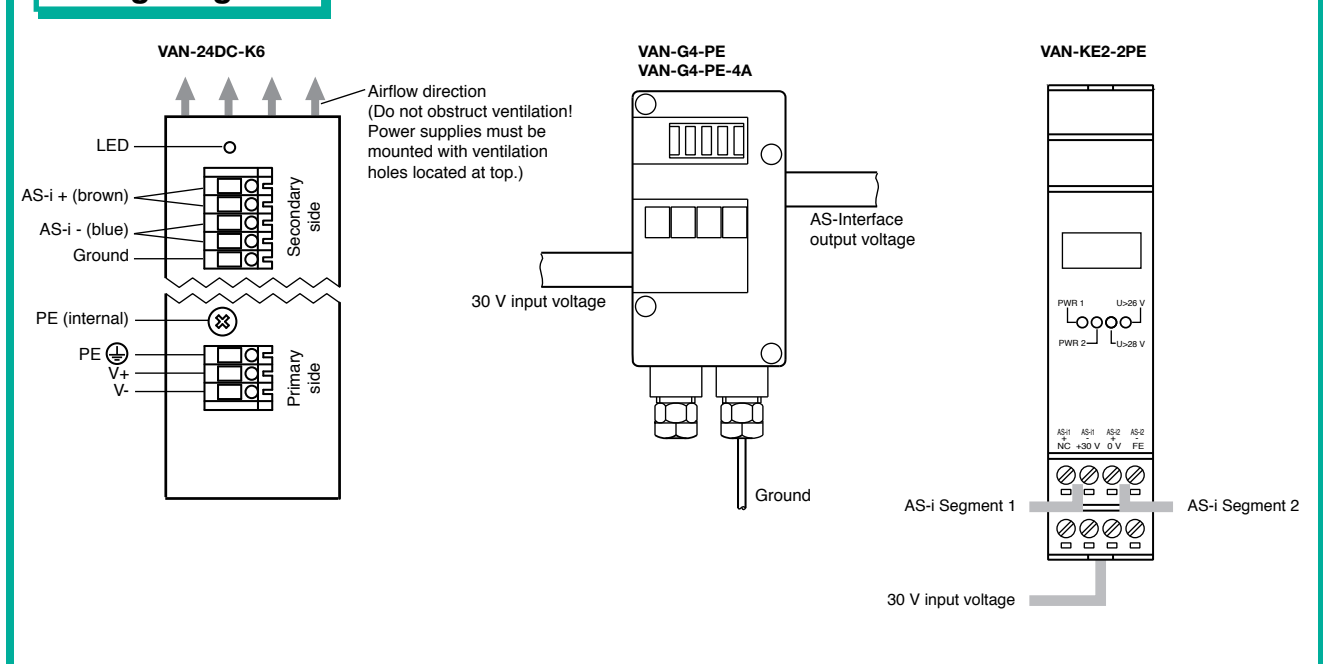 VAN-24DC-K6
Airflow direction
(Do not obstruct ventilation!
Power supplies must be
mounted with ventilation
holes located at top.)
LED
AS-i + (brown)
AS-i - (blue)
Ground
Secondary
side
PE (internal)
PE
V+
V-
Primary
side
VAN-G4-PE
VAN-G4-PE-4A
AS-Interface
output voltage
30 V input voltage
Ground
VAN-KE2-2PE
PWR 1 U>26 V
PWR 2 U>28 V
AS-i1 AS-i1 AS-i2 AS-i2
+ - + -
NC +30 V 0 V FE
AS-i Segment 1
AS-i Segment 2
30 V input voltage